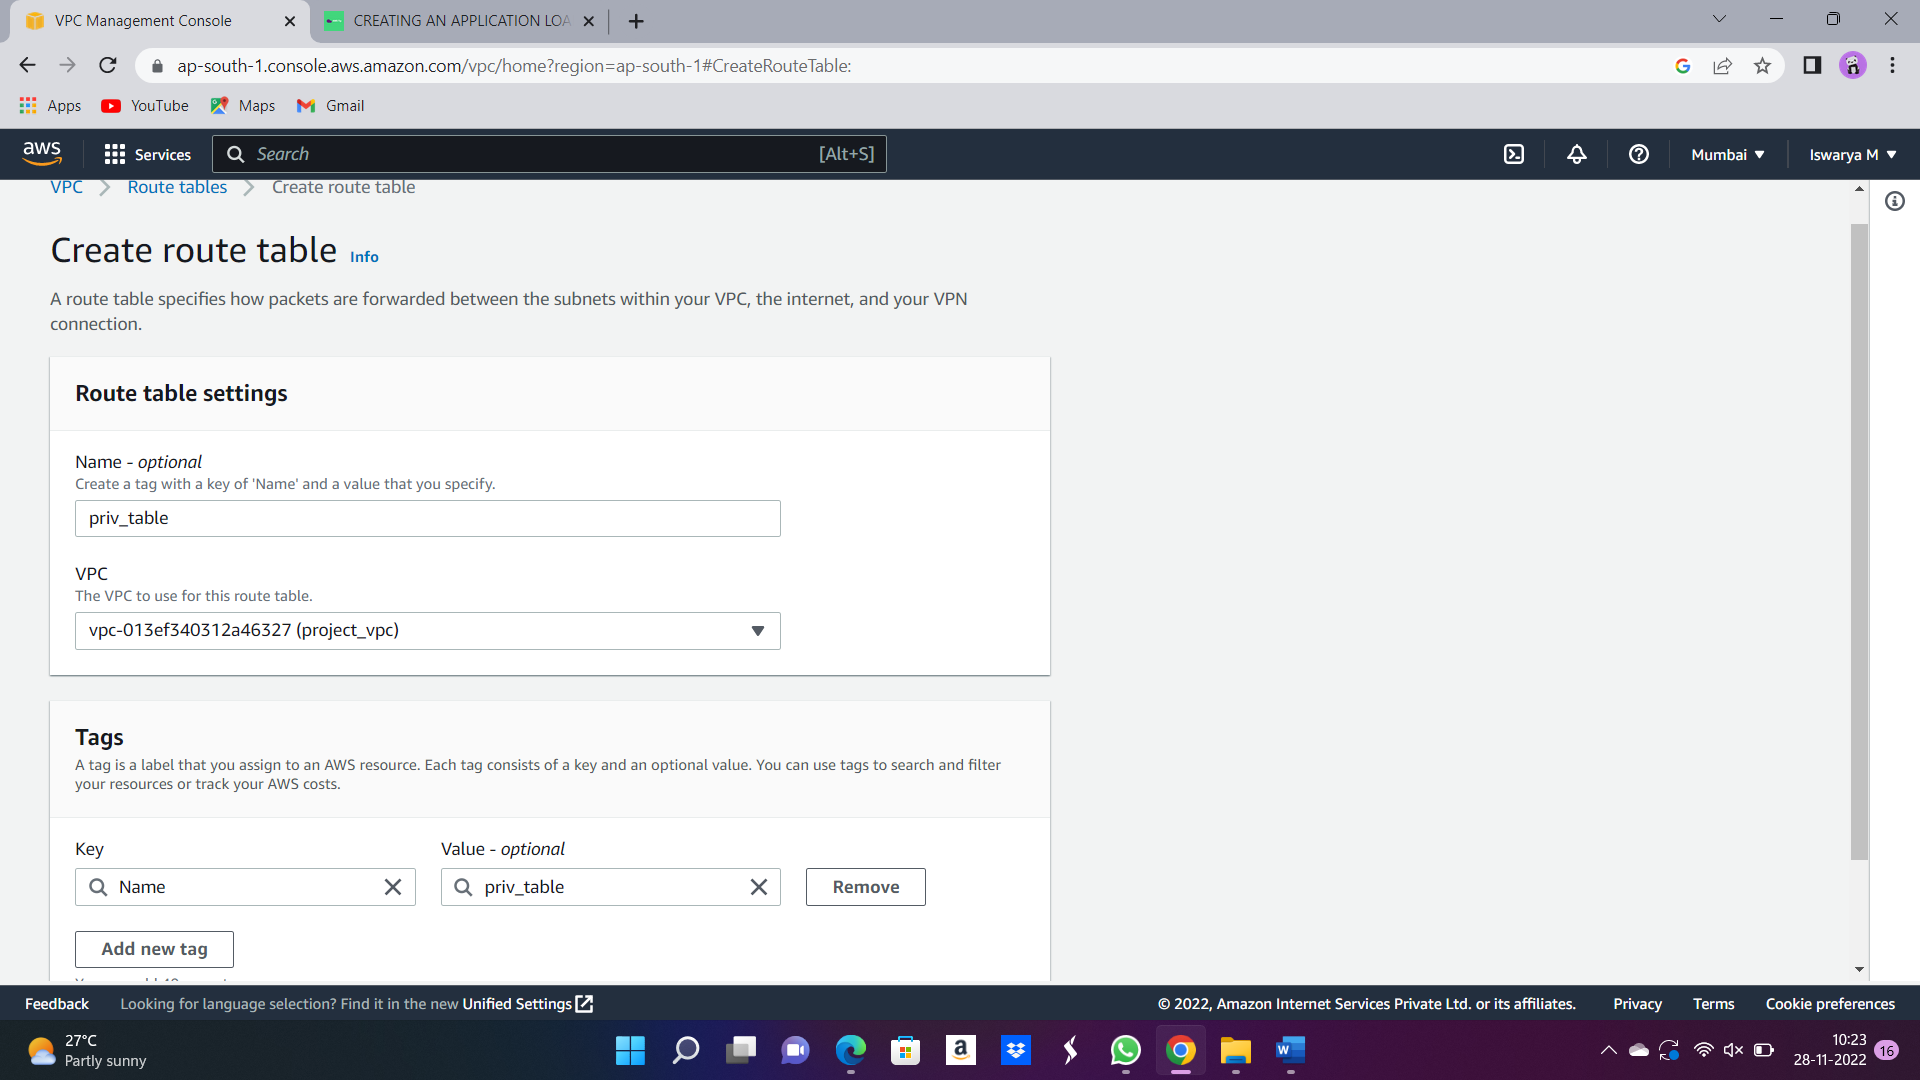 VPC Management Console
CREATING AN APPLICATION LOA
ap-south-1.console.aws.amazon.com/vpc/home?region=ap-south-1#CreateRouteTable:
Apps YouTube Maps Gmail
aws Services Search [Alt+S] Mumbai Iswarya M
VPC Route tables Create route table
Create route table Info
A route table specifies how packets are forwarded between the subnets within your VPC, the internet, and your VPN
connection.
Route table settings
Name - optional
Create a tag with a key of 'Name' and a value that you specify.
priv_table
VPC
The VPC to use for this route table.
vpc-013ef340312a46327 (project_vpc)
Tags
A tag is a label that you assign to an AWS resource. Each tag consists of a key and an optional value. You can use tags to search and filter
your resources or track your AWS costs.
Key Value - optional
Name priv_table Remove
Add new tag
Feedback Looking for language selection? Find it in the new Unified Settings © 2022, Amazon Internet Services Private Ltd. or its affiliates. Privacy Terms Cookie preferences
27°C
Partly sunny
10:23
28-11-2022
16